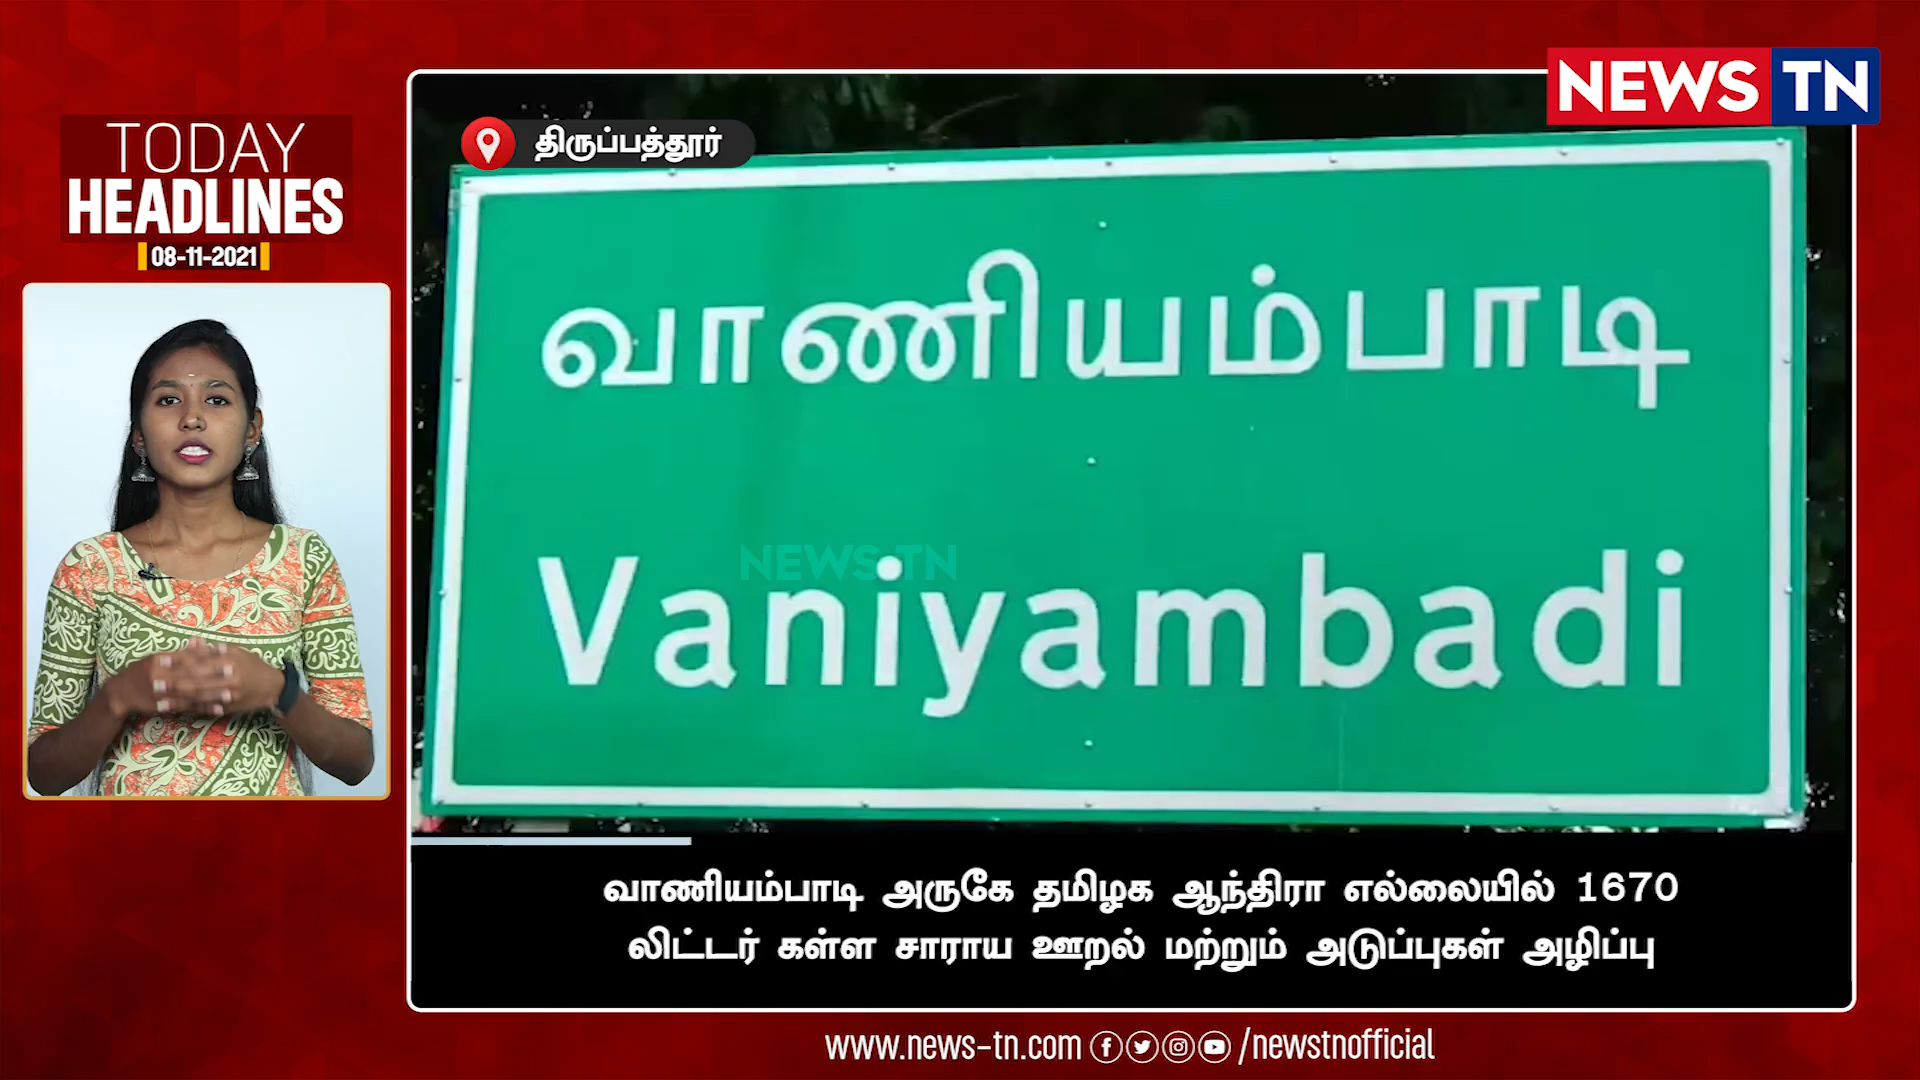 NEWS TN
TODAY
HEADLINES
08-11-2021
திருப்பத்தூர்
வாணியம்பாடி
Vaniyambadi
NEWS TN
வாணியம்பாடி அருகே தமிழக ஆந்திரா எல்லையில் 1670
லிட்டர் கள்ள சாராய ஊறல் மற்றும் அடுப்புகள் அழிப்பு
www.news-tn.com /newstnofficial